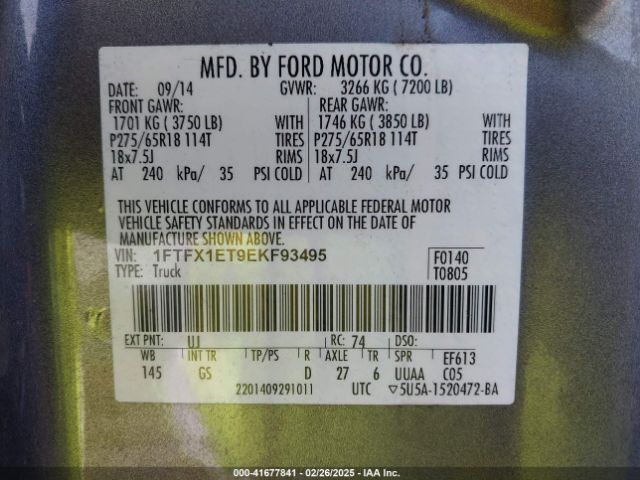 MFD. BY FORD MOTOR CO.
DATE: 09/14 GVWR: 3266 KG ( 7200 LB)
FRONT GAWR: REAR GAWR:
1701 KG ( 3750 LB) WITH 1746 KG ( 3850 LB) WITH
P275/65R18 114T TIRES P275/65R18 114T TIRES
18x7.5J RIMS 18x7.5J RIMS
AT 240 kPa/ 35 PSI COLD AT 240 kPa/ 35 PSI COLD
THIS VEHICLE CONFORMS TO ALL APPLICABLE FEDERAL MOTOR
VEHICLE SAFETY STANDARDS IN EFFECT ON THE DATE OF
MANUFACTURE SHOWN ABOVE.
VIN: 1FTFX1ET9EKF93495 F0140
TYPE: Truck T0805
EXT PNT: UJ RC: 74 DSO:
WB INT TR TP/PS R AXLE TR SPR EF613
145 GS D 27 6 UUAA C05
2201409291011 UTC ▽5U5A-1520472-BA
000-41677841 / 02/26/2025 - IAA Inc.